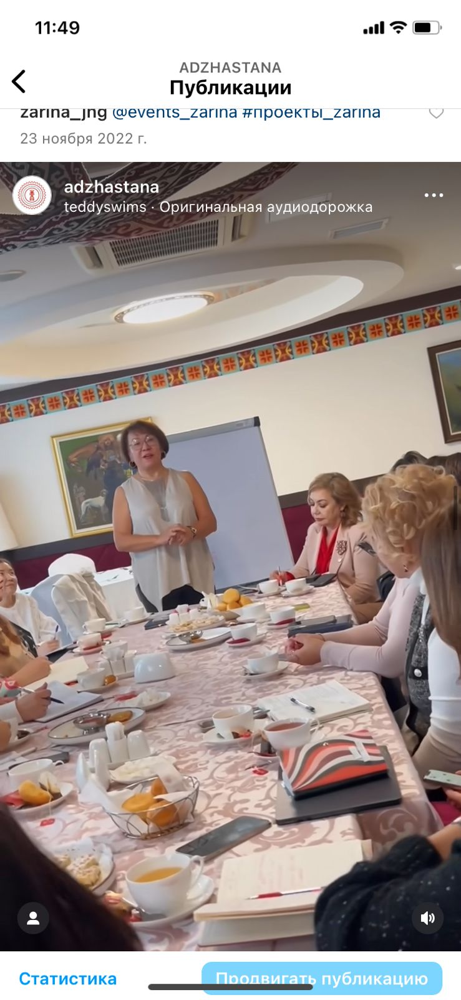 11:49
ADZHASTANA
Публикации
zarina_jng @events_zarina #проекты_zarina
23 ноября 2022 г.
adzhastana
teddyswims · Оригинальная аудиодорожка
Статистика
Продвигать публикацию